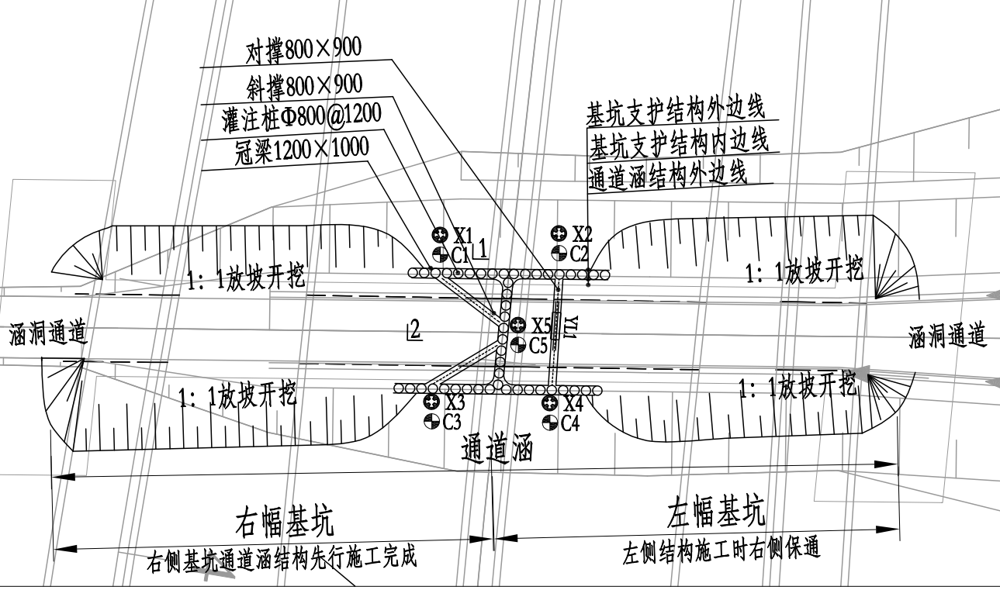 对撑800×900
斜撑800×900
灌注桩Φ800@1200
冠梁1200×1000
基坑支护结构外边线
基坑支护结构内边线
通道涵结构外边线
X1
C1
1
X2
C2
1：1放坡开挖
1：1放坡开挖
涵洞通道
2
X5
C5
YL1
涵洞通道
1：1放坡开挖
1：1放坡开挖
X3
C3
X4
C4
通道涵
右幅基坑
左幅基坑
右侧基坑通道涵结构先行施工完成
左侧结构施工时右侧保通